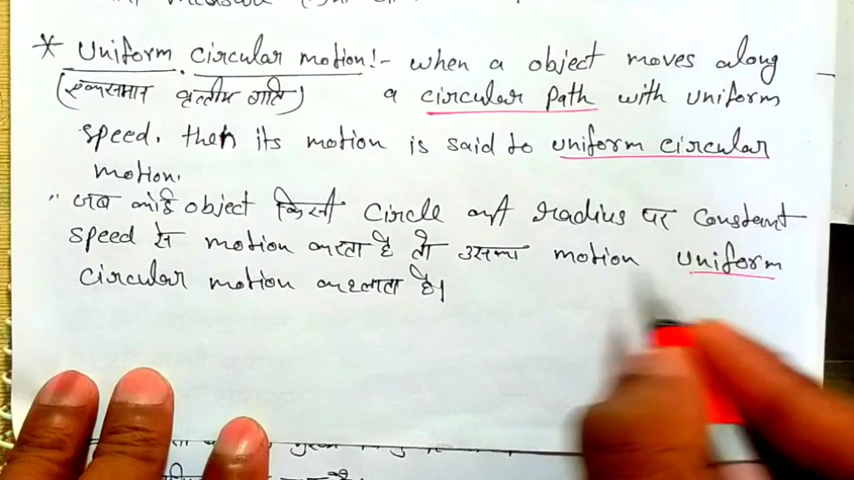 * Uniform circular motion:- when a object moves along
(एकसमान वृत्तीय गति) a circular path with uniform
speed, then its motion is said to uniform circular
motion.
" जब कोई object किसी circle की radius पर constant
speed से motion करता है तो उसका motion uniform
circular motion कहलाता है।